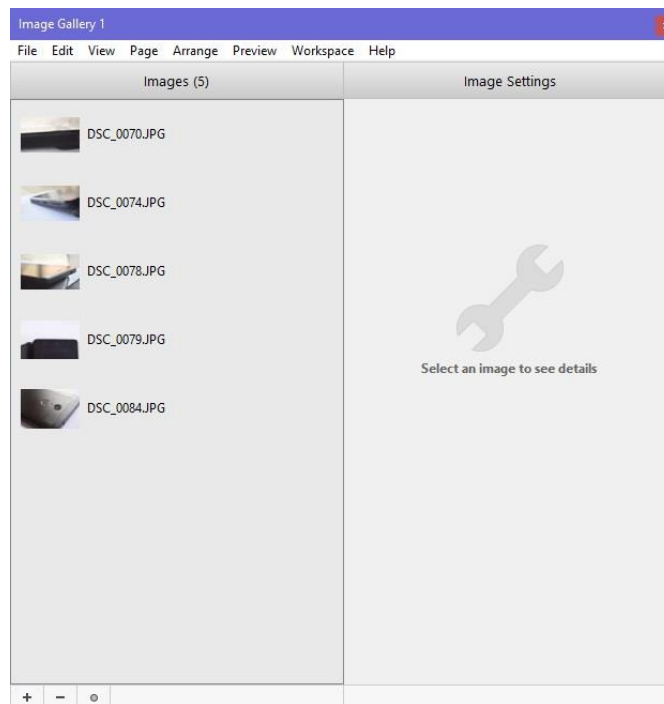 Image Gallery 1
File Edit View Page Arrange Preview Workspace Help
Images (5)
Image Settings
DSC_0070.JPG
DSC_0074.JPG
DSC_0078.JPG
DSC_0079.JPG
DSC_0084.JPG
Select an image to see details